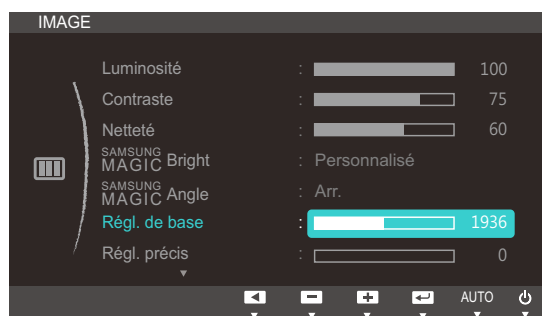 IMAGE
Luminosité : 100
Contraste : 75
Netteté : 60
SAMSUNG MAGIC Bright : Personnalisé
SAMSUNG MAGIC Angle : Arr.
Régl. de base : 1936
Régl. précis : 0
AUTO